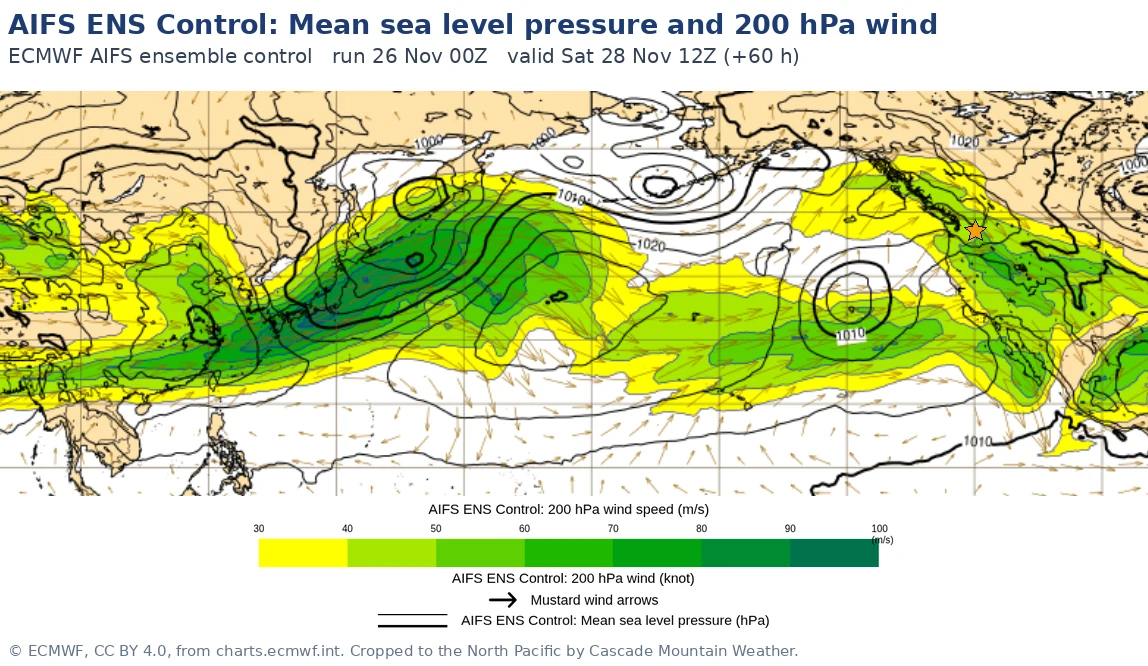 AIFS ENS Control: Mean sea level pressure and 200 hPa wind
ECMWF AIFS ensemble control run 26 Nov 00Z valid Sat 28 Nov 12Z (+60 h)
1000
1000
1020
1000
1010
1020
1010
1010
AIFS ENS Control: 200 hPa wind speed (m/s)
30 40 50 60 70 80 90 100
(m/s)
AIFS ENS Control: 200 hPa wind (knot)
Mustard wind arrows
AIFS ENS Control: Mean sea level pressure (hPa)
© ECMWF, CC BY 4.0, from charts.ecmwf.int. Cropped to the North Pacific by Cascade Mountain Weather.